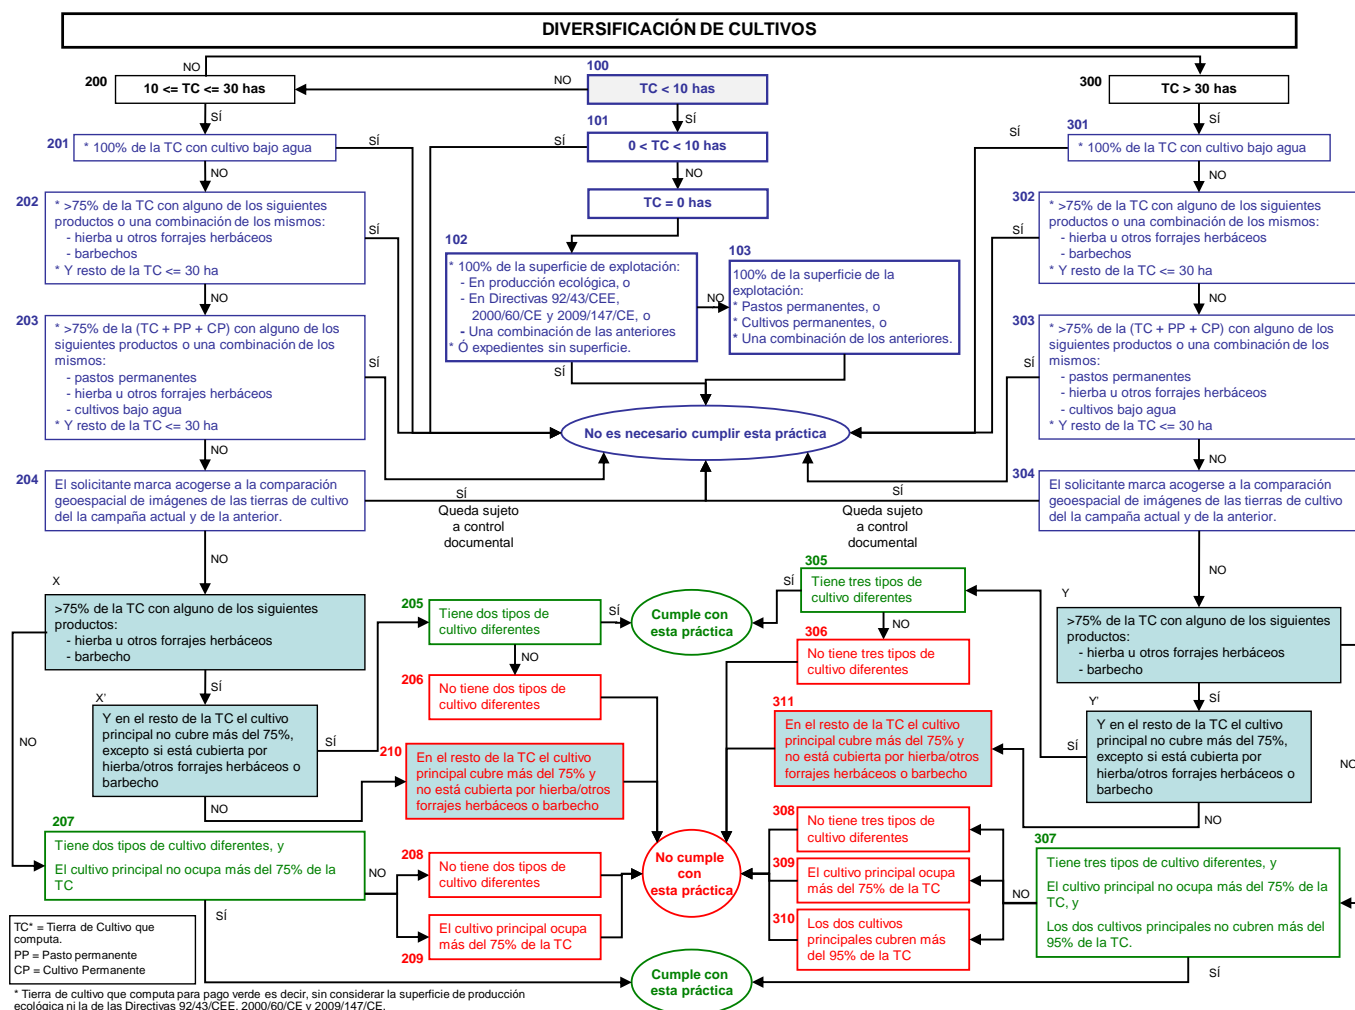 DIVERSIFICACIÓN DE CULTIVOS
NO
200
10 <= TC <= 30 has
SÍ
NO
100
TC < 10 has
SÍ
NO
300
TC > 30 has
SÍ
201
* 100% de la TC con cultivo bajo agua
SÍ
NO
101
0 < TC < 10 has
SÍ
NO
TC = 0 has
301
* 100% de la TC con cultivo bajo agua
SÍ
NO
202
* >75% de la TC con alguno de los siguientes
productos o una combinación de los mismos:
- hierba u otros forrajes herbáceos
- barbechos
* Y resto de la TC <= 30 ha
SÍ
NO
102
* 100% de la superficie de explotación:
- En producción ecológica, o
- En Directivas 92/43/CEE,
2000/60/CE y 2009/147/CE, o
- Una combinación de las anteriores
* Ó expedientes sin superficie.
NO
SÍ
103
100% de la superficie de la
explotación:
* Pastos permanentes, o
* Cultivos permanentes, o
* Una combinación de los anteriores.
SÍ
302
* >75% de la TC con alguno de los siguientes
productos o una combinación de los mismos:
- hierba u otros forrajes herbáceos
- barbechos
* Y resto de la TC <= 30 ha
SÍ
NO
203
* >75% de la (TC + PP + CP) con alguno de los
siguientes productos o una combinación de los
mismos:
- pastos permanentes
- hierba u otros forrajes herbáceos
- cultivos bajo agua
* Y resto de la TC <= 30 ha
SÍ
NO
No es necesario cumplir esta práctica
303
* >75% de la (TC + PP + CP) con alguno de los
siguientes productos o una combinación de los
mismos:
- pastos permanentes
- hierba u otros forrajes herbáceos
- cultivos bajo agua
* Y resto de la TC <= 30 ha
SÍ
NO
204
El solicitante marca acogerse a la comparación
geoespacial de imágenes de las tierras de cultivo
del la campaña actual y de la anterior.
SÍ
Queda sujeto
a control
documental
NO
304
El solicitante marca acogerse a la comparación
geoespacial de imágenes de las tierras de cultivo
del la campaña actual y de la anterior.
SÍ
Queda sujeto
a control
documental
NO
X
>75% de la TC con alguno de los siguientes
productos:
- hierba u otros forrajes herbáceos
- barbecho
SÍ
NO
X'
Y en el resto de la TC el cultivo
principal no cubre más del 75%,
excepto si está cubierta por
hierba/otros forrajes herbáceos o
barbecho
SÍ
NO
205
Tiene dos tipos de
cultivo diferentes
SÍ
NO
206
No tiene dos tipos de
cultivo diferentes
210
En el resto de la TC el cultivo
principal cubre más del 75% y
no está cubierta por hierba/otros
forrajes herbáceos o barbecho
Cumple con
esta práctica
305
Tiene tres tipos de
cultivo diferentes
SÍ
NO
306
No tiene tres tipos de
cultivo diferentes
311
En el resto de la TC el cultivo
principal cubre más del 75% y
no está cubierta por hierba/otros
forrajes herbáceos o barbecho
Y
>75% de la TC con alguno de los siguientes
productos:
- hierba u otros forrajes herbáceos
- barbecho
SÍ
NO
Y'
Y en el resto de la TC el cultivo
principal no cubre más del 75%,
excepto si está cubierta por
hierba/otros forrajes herbáceos o
barbecho
SÍ
NO
207
Tiene dos tipos de cultivo diferentes, y
El cultivo principal no ocupa más del 75% de la
TC
NO
SÍ
208
No tiene dos tipos de
cultivo diferentes
El cultivo principal ocupa
más del 75% de la TC
209
No cumple
con
esta práctica
308
No tiene tres tipos de
cultivo diferentes
309
El cultivo principal ocupa
más del 75% de la TC
310
Los dos cultivos
principales cubren más
del 95% de la TC
NO
307
Tiene tres tipos de cultivo diferentes, y
El cultivo principal no ocupa más del 75% de la
TC, y
Los dos cultivos principales no cubren más del
95% de la TC.
SÍ
Cumple con
esta práctica
TC* = Tierra de Cultivo que
computa.
PP = Pasto permanente
CP = Cultivo Permanente
* Tierra de cultivo que computa para pago verde es decir, sin considerar la superficie de producción
ecológica ni la de las Directivas 92/43/CEE, 2000/60/CE y 2009/147/CE.